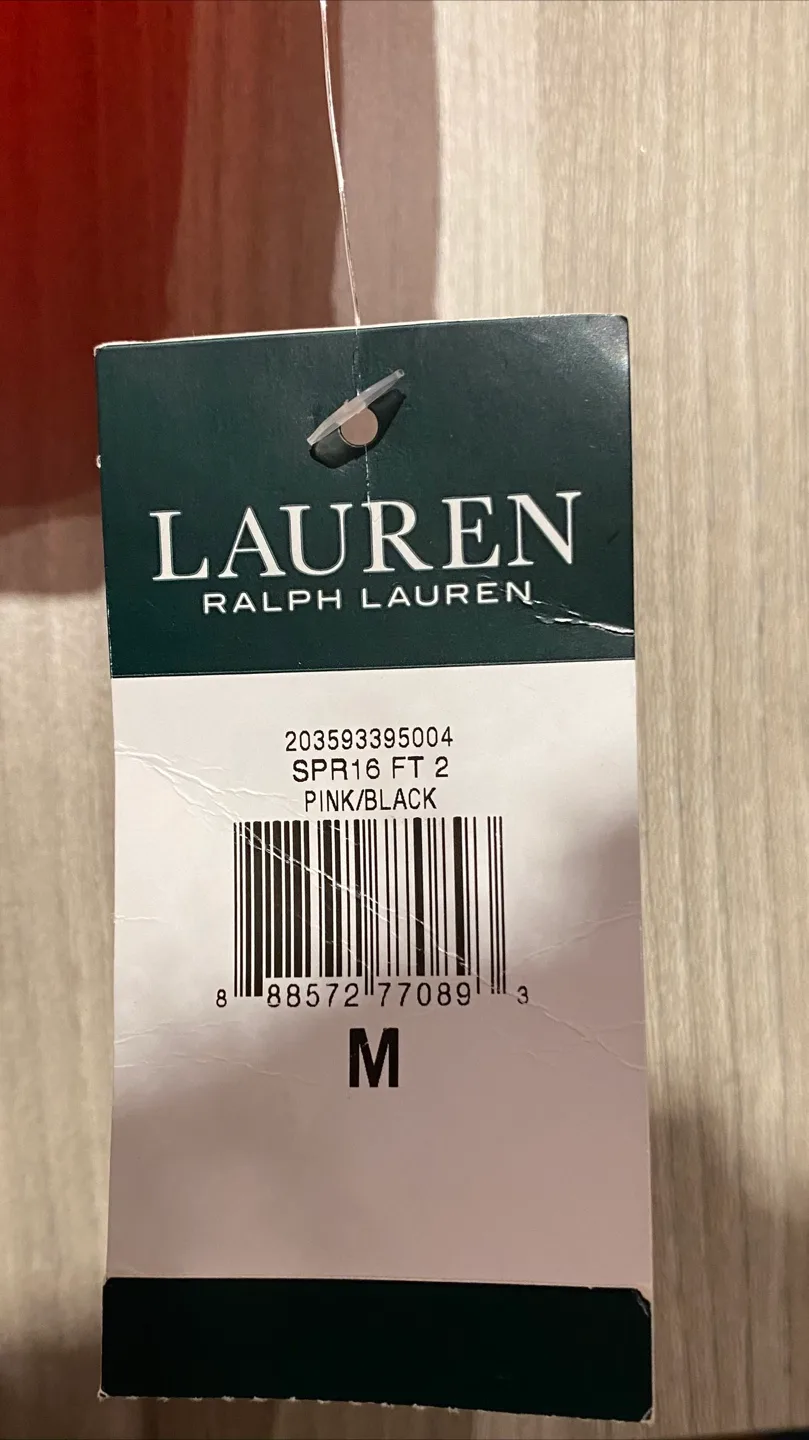 LAUREN
RALPH LAUREN
203593395004
SPR16 FT 2
PINK/BLACK
8 88572 77089 3
M